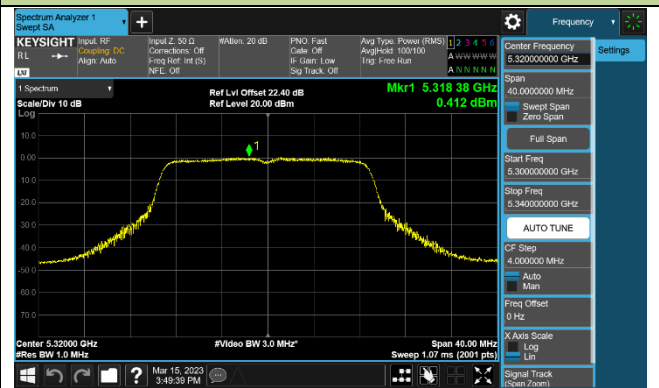 Spectrum Analyzer 1
Swept SA
Frequency
KEYSIGHT
RL
LXI
Input: RF
Coupling: DC
Align: Auto
Input Z: 50 Ω
Corrections: Off
Freq Ref: Int (S)
NFE: Off
#Atten: 20 dB
PNO: Fast
Gate: Off
IF Gain: Low
Sig Track: Off
Avg Type: Power (RMS)
Avg|Hold: 100/100
Trig: Free Run
1 2 3 4 5 6
A W W W W W
A N N N N N
Center Frequency
5.320000000 GHz
Settings
Span
40.0000000 MHz
Swept Span
Zero Span
Full Span
Start Freq
5.300000000 GHz
Stop Freq
5.340000000 GHz
AUTO TUNE
CF Step
4.000000 MHz
Auto
Man
Freq Offset
0 Hz
X Axis Scale
Log
Lin
Signal Track
(Span Zoom)
1 Spectrum
Scale/Div 10 dB
Log
Ref Lvl Offset 22.40 dB
Ref Level 20.00 dBm
Mkr1 5.318 38 GHz
0.412 dBm
1
10.0
0.00
-10.0
-20.0
-30.0
-40.0
-50.0
-60.0
-70.0
Center 5.32000 GHz
#Res BW 1.0 MHz
#Video BW 3.0 MHz*
Span 40.00 MHz
Sweep 1.07 ms (2001 pts)
?
Mar 15, 2023
3:49:39 PM